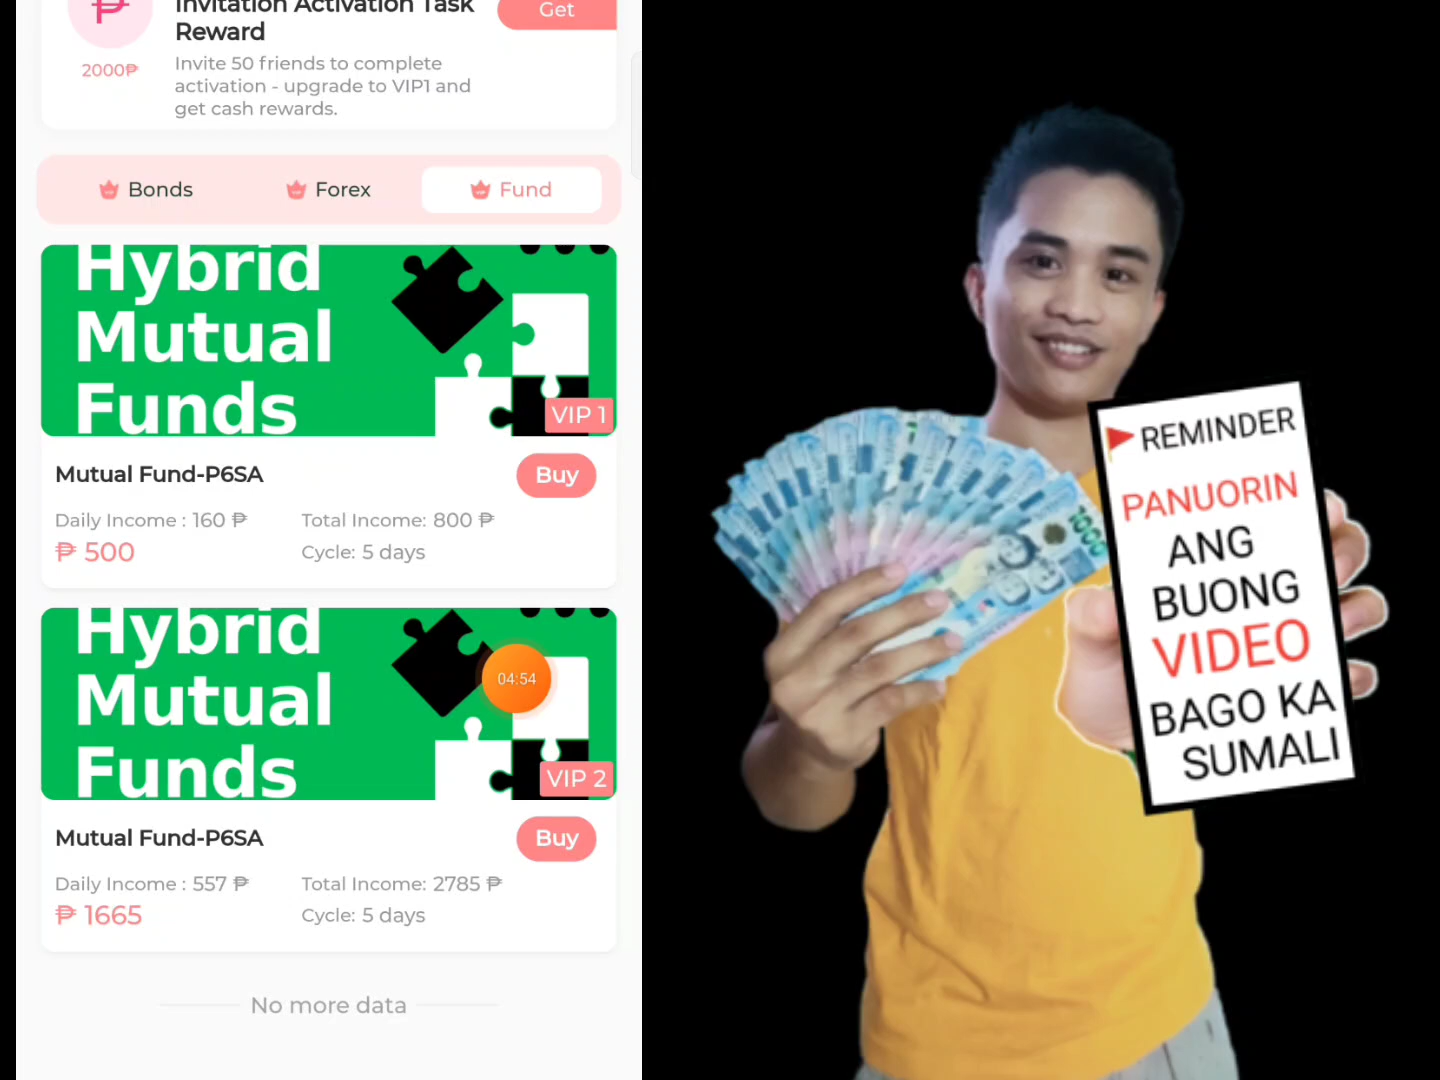 Invitation Activation Task
Reward
Get
2000₱
Invite 50 friends to complete
activation - upgrade to VIP1 and
get cash rewards.
Bonds
Forex
Fund
Hybrid
Mutual
Funds
VIP 1
Mutual Fund-P6SA
Buy
Daily Income : 160 ₱
Total Income: 800 ₱
₱ 500
Cycle: 5 days
Hybrid
Mutual
Funds
04:54
VIP 2
Mutual Fund-P6SA
Buy
Daily Income : 557 ₱
Total Income: 2785 ₱
₱ 1665
Cycle: 5 days
No more data
1000
REMINDER
PANUORIN
ANG
BUONG
VIDEO
BAGO KA
SUMALI